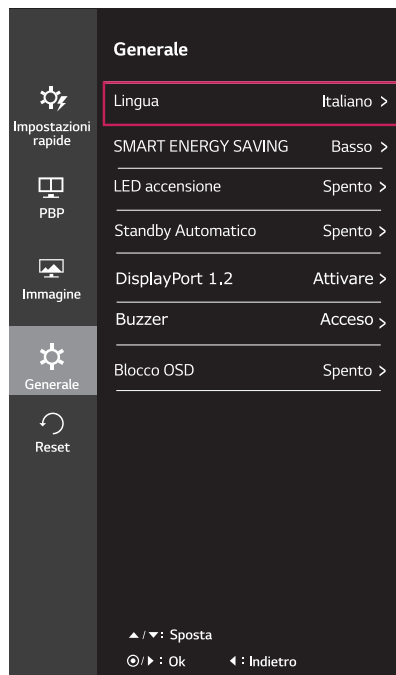 Generale
Impostazioni
rapide
PBP
Immagine
Generale
Reset
Lingua Italiano >
SMART ENERGY SAVING Basso >
LED accensione Spento >
Standby Automatico Spento >
DisplayPort 1.2 Attivare >
Buzzer Acceso >
Blocco OSD Spento >
▲/▼: Sposta
◉/▶ : Ok ◀ : Indietro